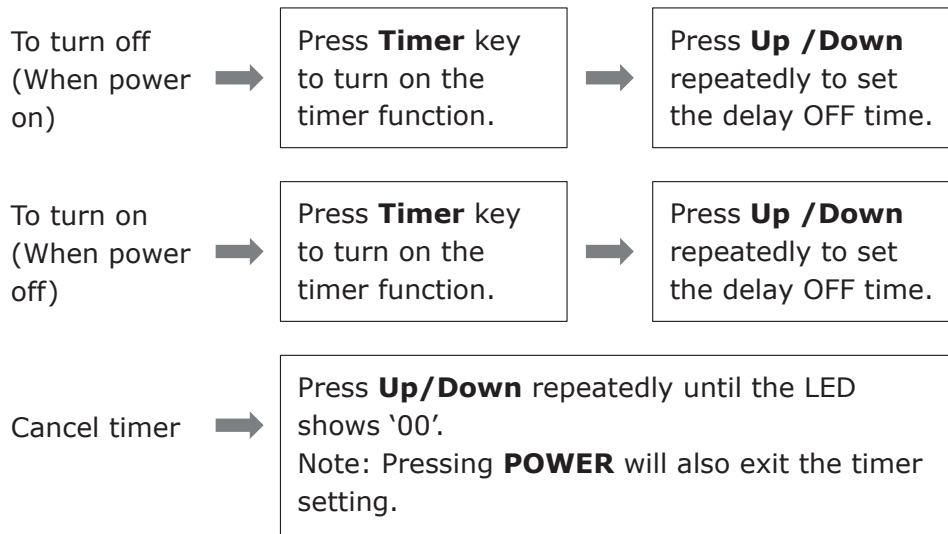 To turn off
(When power
on)
Press Timer key
to turn on the
timer function.
Press Up /Down
repeatedly to set
the delay OFF time.
To turn on
(When power
off)
Press Timer key
to turn on the
timer function.
Press Up /Down
repeatedly to set
the delay OFF time.
Cancel timer
Press Up/Down repeatedly until the LED
shows ‘00’.
Note: Pressing POWER will also exit the timer
setting.